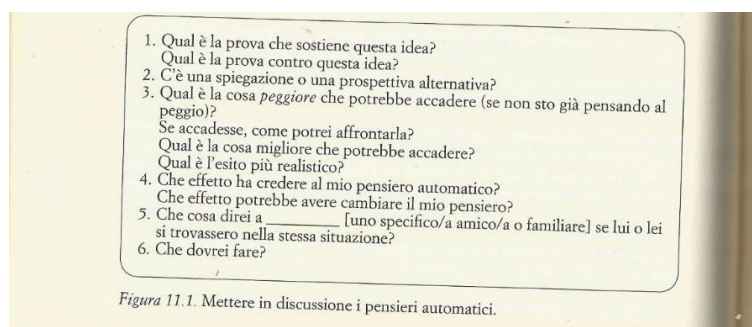 1. Qual è la prova che sostiene questa idea?
Qual è la prova contro questa idea?
2. C'è una spiegazione o una prospettiva alternativa?
3. Qual è la cosa peggiore che potrebbe accadere (se non sto già pensando al
peggio)?
Se accadesse, come potrei affrontarla?
Qual è la cosa migliore che potrebbe accadere?
Qual è l'esito più realistico?
4. Che effetto ha credere al mio pensiero automatico?
Che effetto potrebbe avere cambiare il mio pensiero?
5. Che cosa direi a _________ [uno specifico/a amico/a o familiare] se lui o lei
si trovassero nella stessa situazione?
6. Che dovrei fare?
Figura 11.1. Mettere in discussione i pensieri automatici.